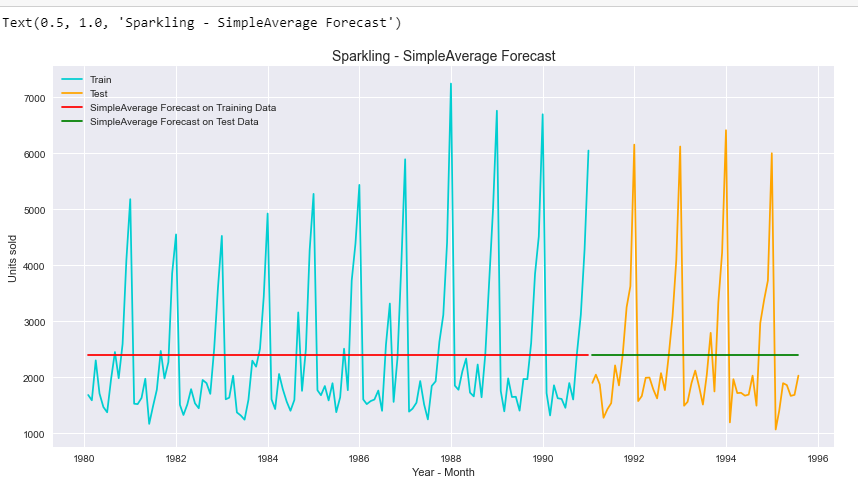 Text(0.5, 1.0, 'Sparkling - SimpleAverage Forecast')
Sparkling - SimpleAverage Forecast
Train
Test
SimpleAverage Forecast on Training Data
SimpleAverage Forecast on Test Data
7000
6000
5000
4000
3000
2000
1000
Units sold
1980
1982
1984
1986
1988
1990
1992
1994
1996
Year - Month